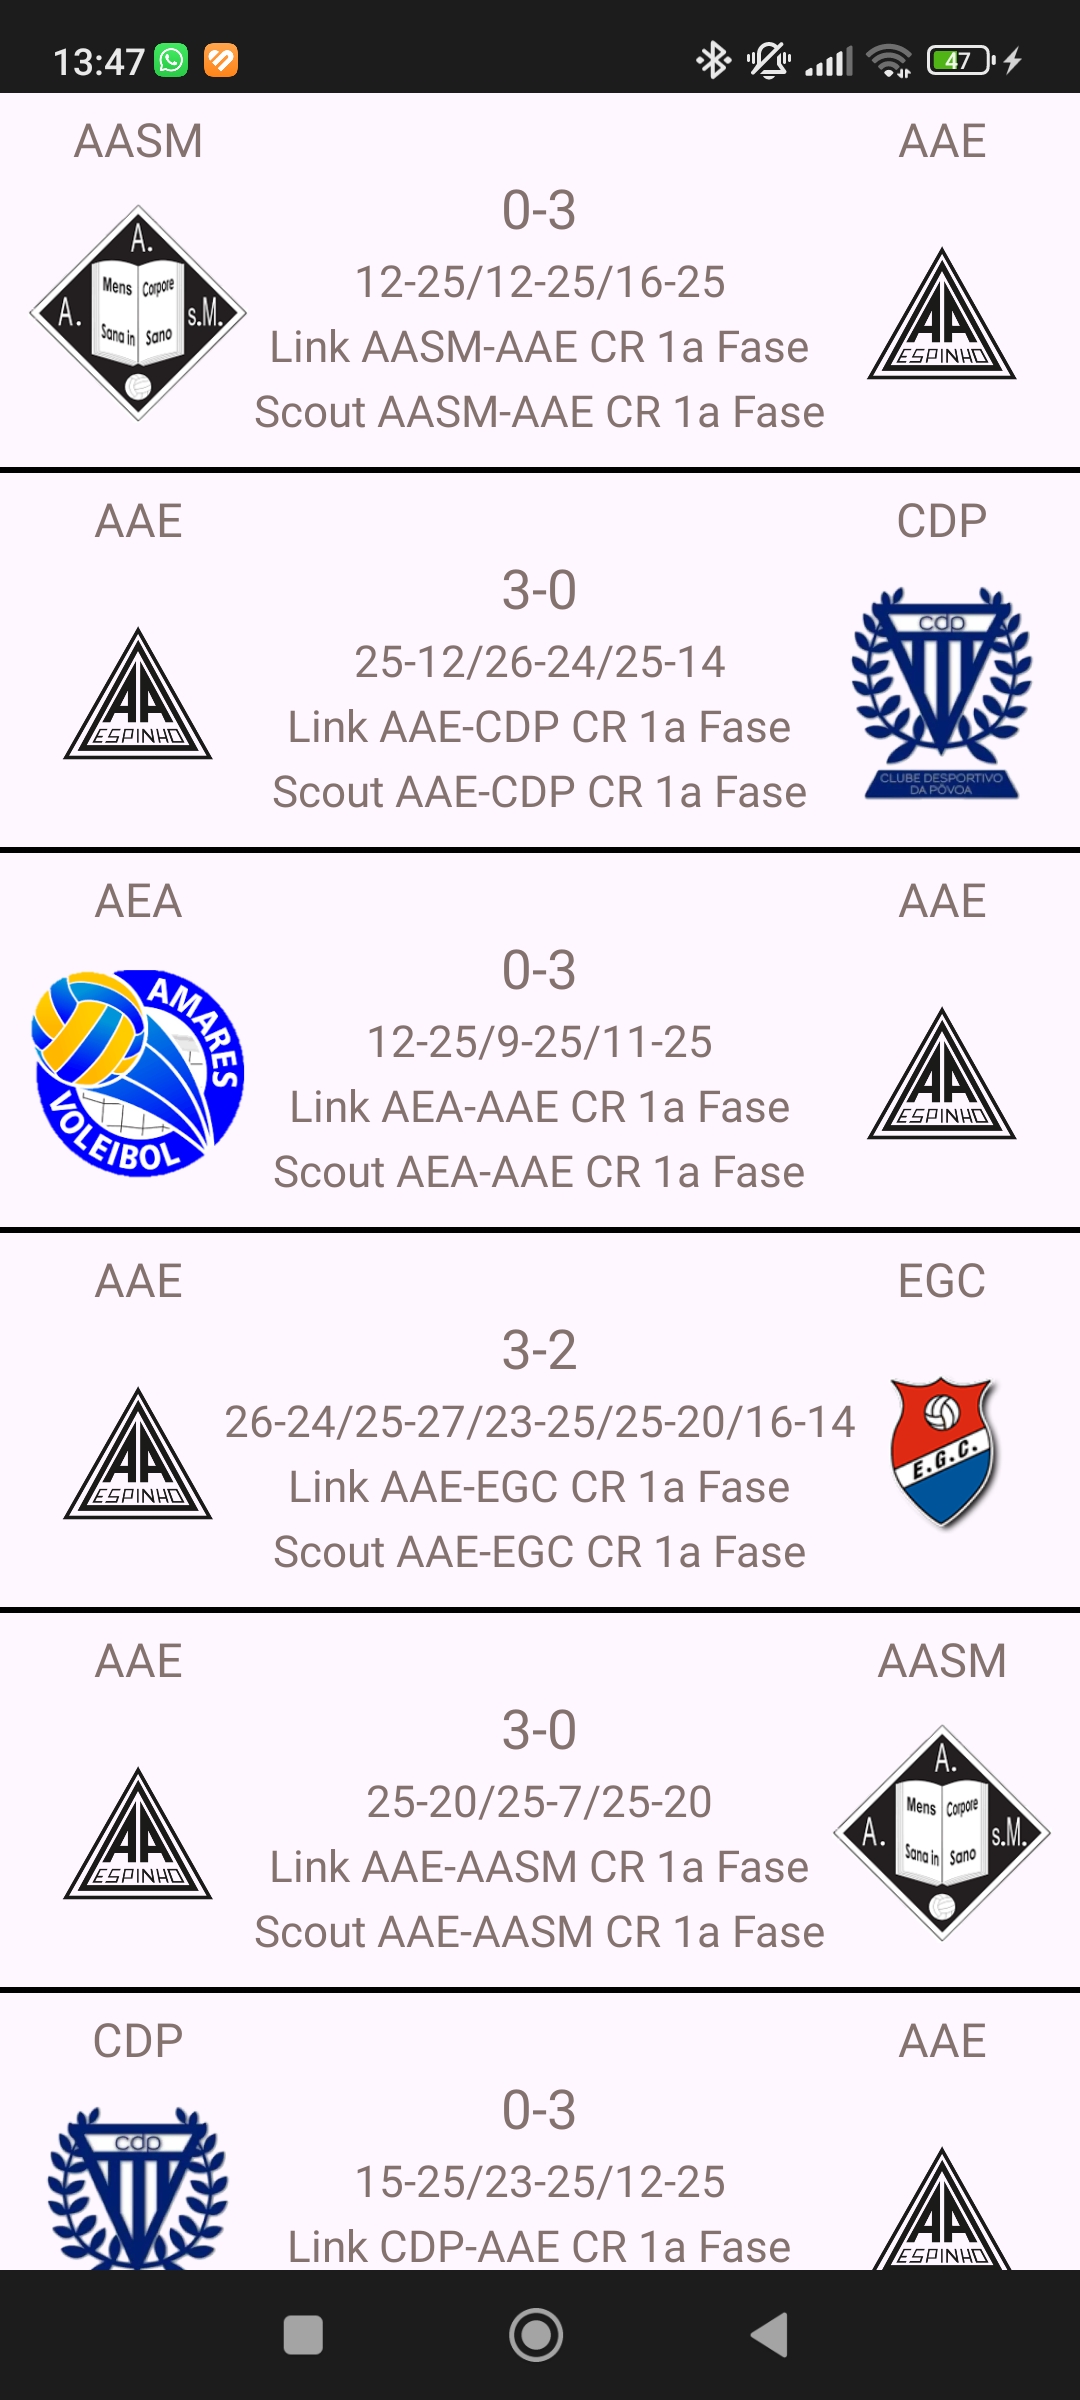 13:47 47
AASM AAE
0-3
12-25/12-25/16-25
Link AASM-AAE CR 1a Fase
Scout AASM-AAE CR 1a Fase
A.
A. Mens Corpore s.M.
Sana in Sano
AA
ESPINHO
AAE CDP
3-0
25-12/26-24/25-14
Link AAE-CDP CR 1a Fase
Scout AAE-CDP CR 1a Fase
AA
ESPINHO
cdp
CLUBE DESPORTIVO
DA PÓVOA
AEA AAE
0-3
12-25/9-25/11-25
Link AEA-AAE CR 1a Fase
Scout AEA-AAE CR 1a Fase
AMARES
VOLEIBOL
AA
ESPINHO
AAE EGC
3-2
26-24/25-27/23-25/25-20/16-14
Link AAE-EGC CR 1a Fase
Scout AAE-EGC CR 1a Fase
AA
ESPINHO
E.G.C.
AAE AASM
3-0
25-20/25-7/25-20
Link AAE-AASM CR 1a Fase
Scout AAE-AASM CR 1a Fase
AA
ESPINHO
A.
A. Mens Corpore s.M.
Sana in Sano
CDP AAE
0-3
15-25/23-25/12-25
Link CDP-AAE CR 1a Fase
cdp
AA
ESPINHO